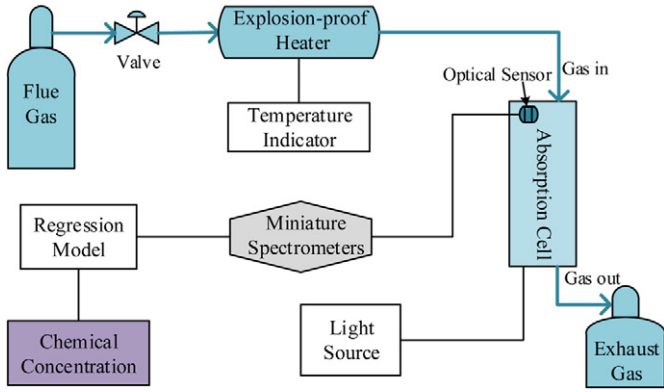 Flue
Gas
Valve
Explosion-proof
Heater
Temperature
Indicator
Optical Sensor
Gas in
Absorption Cell
Regression
Model
Miniature
Spectrometers
Chemical
Concentration
Light
Source
Gas out
Exhaust
Gas